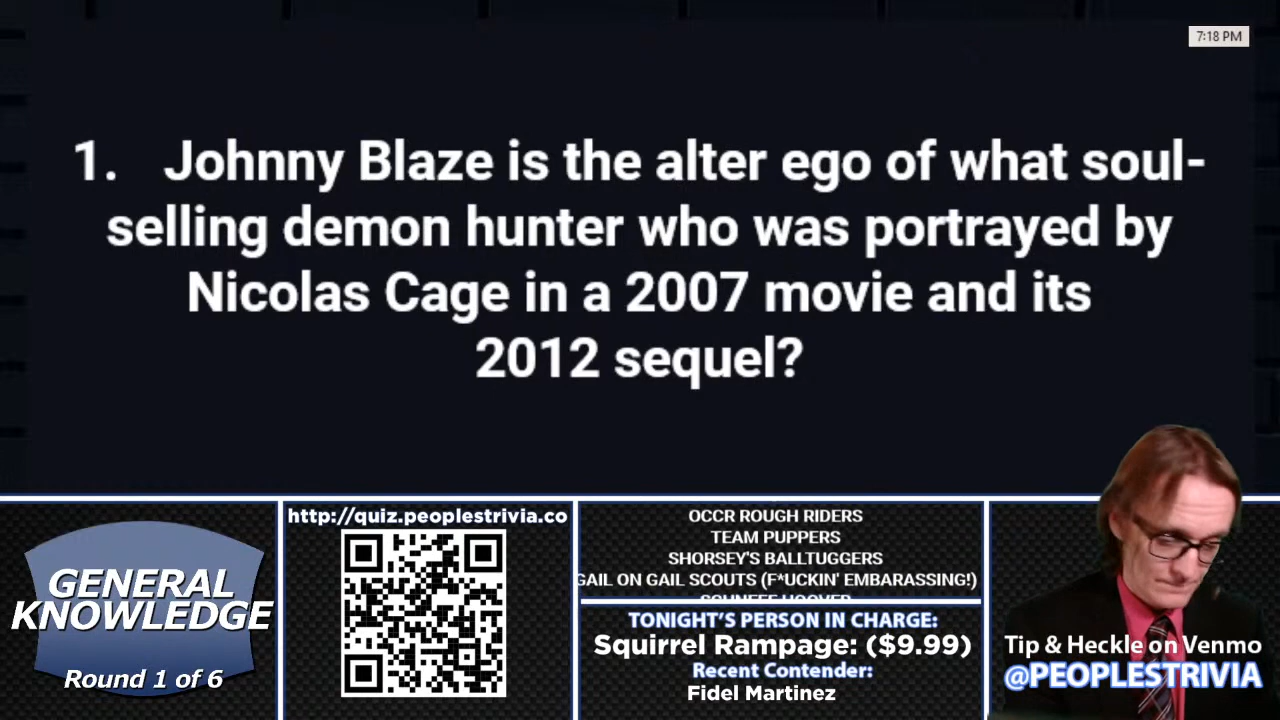 7:18 PM
1. Johnny Blaze is the alter ego of what soul-
selling demon hunter who was portrayed by
Nicolas Cage in a 2007 movie and its
2012 sequel?
GENERAL
KNOWLEDGE
Round 1 of 6
http://quiz.peoplestrivia.co
OCCR ROUGH RIDERS
TEAM PUPPERS
SHORSEY'S BALLTUGGERS
GAIL ON GAIL SCOUTS (F*UCKIN' EMBARASSING!)
TONIGHT'S PERSON IN CHARGE:
Squirrel Rampage: ($9.99)
Recent Contender:
Fidel Martinez
Tip & Heckle on Venmo
@PEOPLESTRIVIA